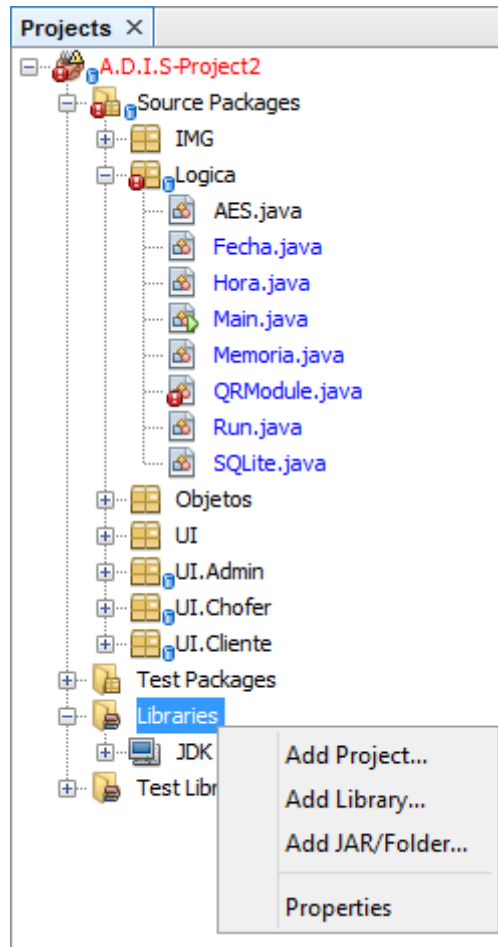 Projects
A.D.I.S-Project2
Source Packages
IMG
Logica
AES.java
Fecha.java
Hora.java
Main.java
Memoria.java
QRModule.java
Run.java
SQLite.java
Objetos
UI
UI.Admin
UI.Chofer
UI.Cliente
Test Packages
Libraries
JDK
Test Libr
Add Project...
Add Library...
Add JAR/Folder...
Properties